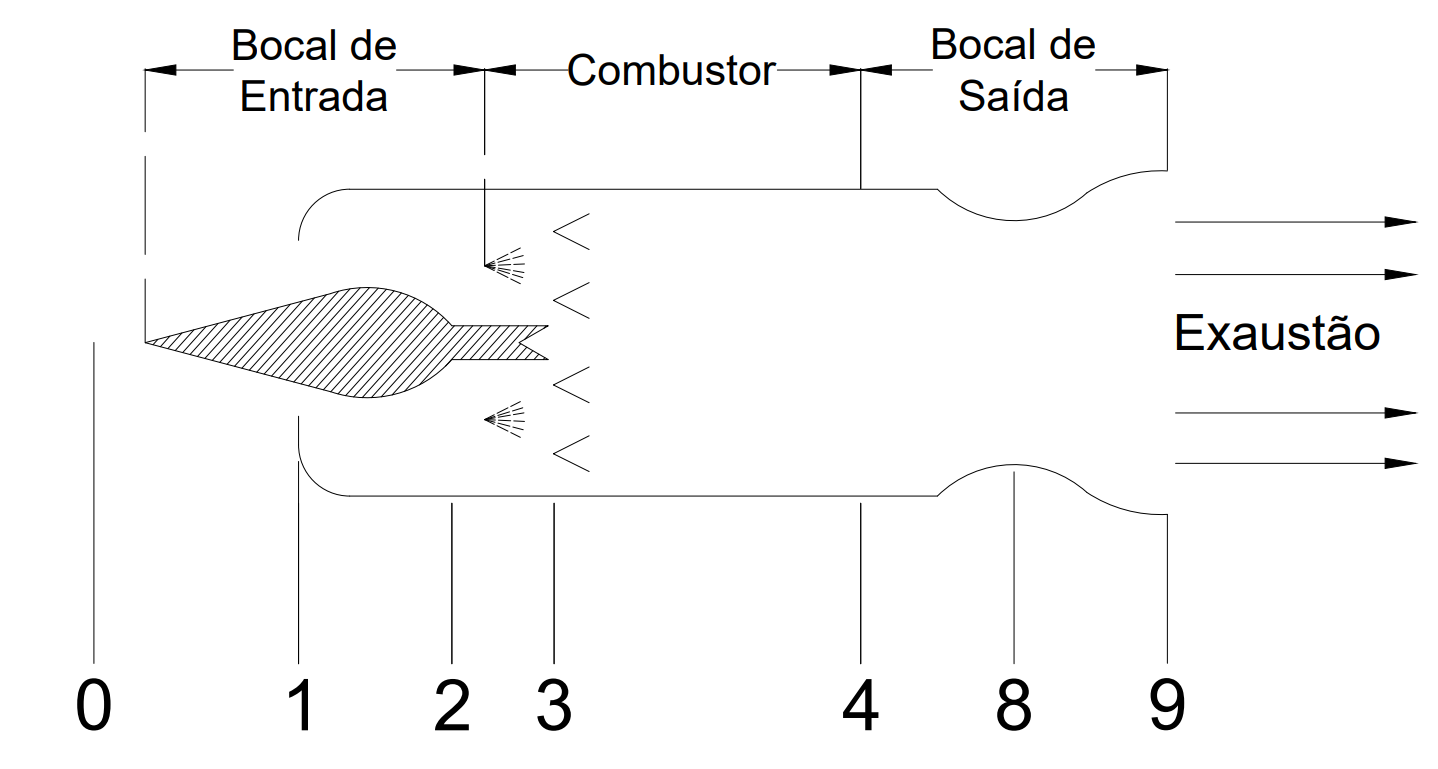 Bocal de
Entrada
Combustor
Bocal de
Saída
Exaustão
0 1 2 3 4 8 9